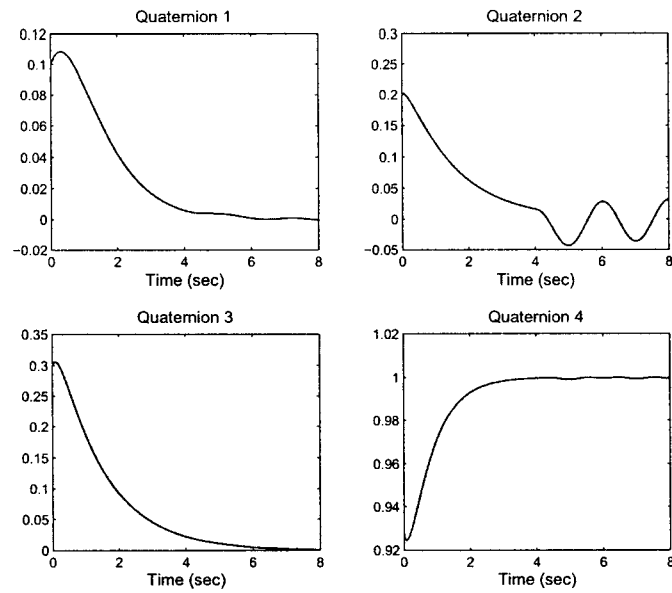 Quaternion 1
0.12
0.1
0.08
0.06
0.04
0.02
0
−0.02
0 2 4 6 8
Time (sec)
Quaternion 2
0.3
0.25
0.2
0.15
0.1
0.05
0
−0.05
0 2 4 6 8
Time (sec)
Quaternion 3
0.35
0.3
0.25
0.2
0.15
0.1
0.05
0
0 2 4 6 8
Time (sec)
Quaternion 4
1.02
1
0.98
0.96
0.94
0.92
0 2 4 6 8
Time (sec)